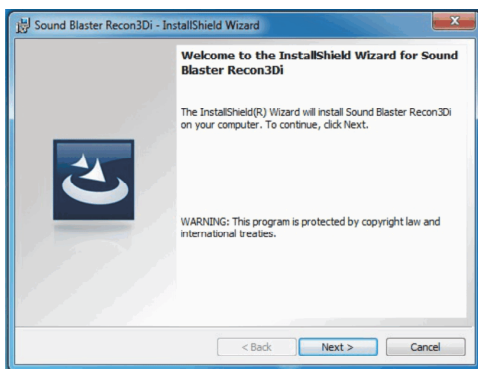 Sound Blaster Recon3Di - InstallShield Wizard
Welcome to the InstallShield Wizard for Sound
Blaster Recon3Di
The InstallShield(R) Wizard will install Sound Blaster Recon3Di
on your computer. To continue, click Next.
WARNING: This program is protected by copyright law and
international treaties.
< Back
Next >
Cancel